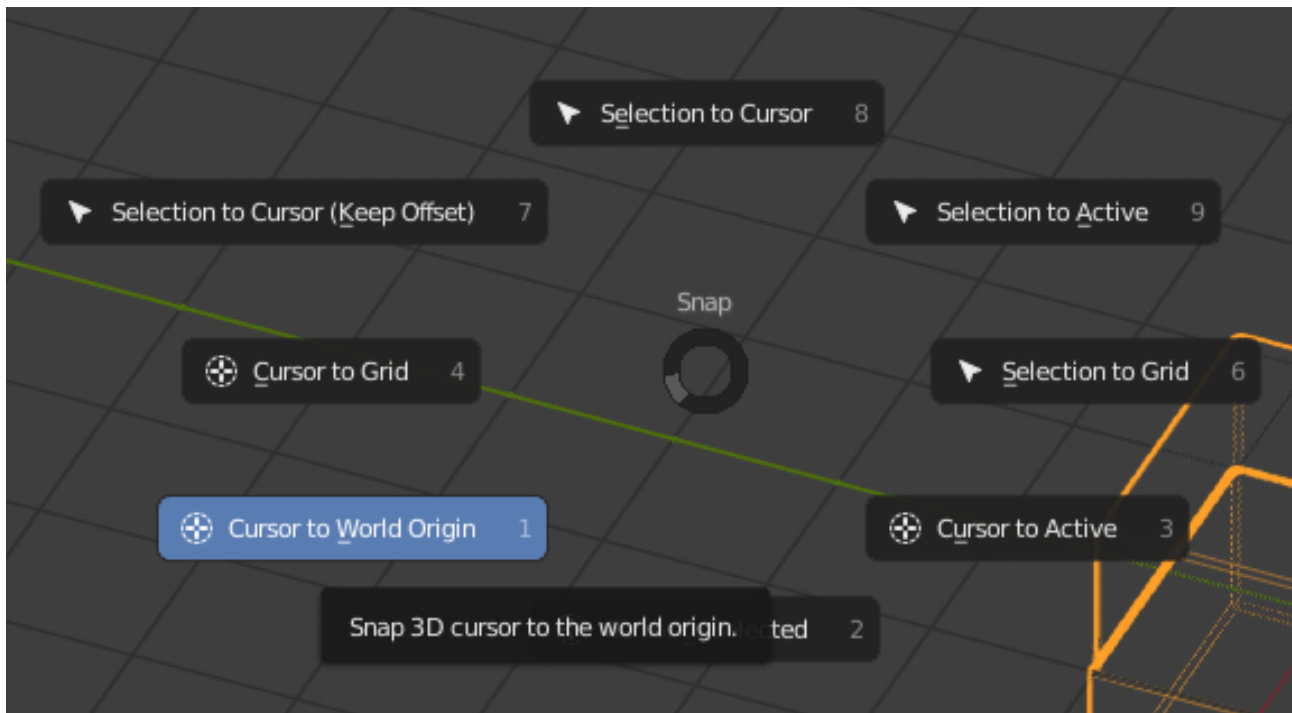 Selection to Cursor 8
Selection to Cursor (Keep Offset) 7
Selection to Active 9
Snap
Cursor to Grid 4
Selection to Grid 6
Cursor to World Origin 1
Cursor to Active 3
Snap 3D cursor to the world origin.
2